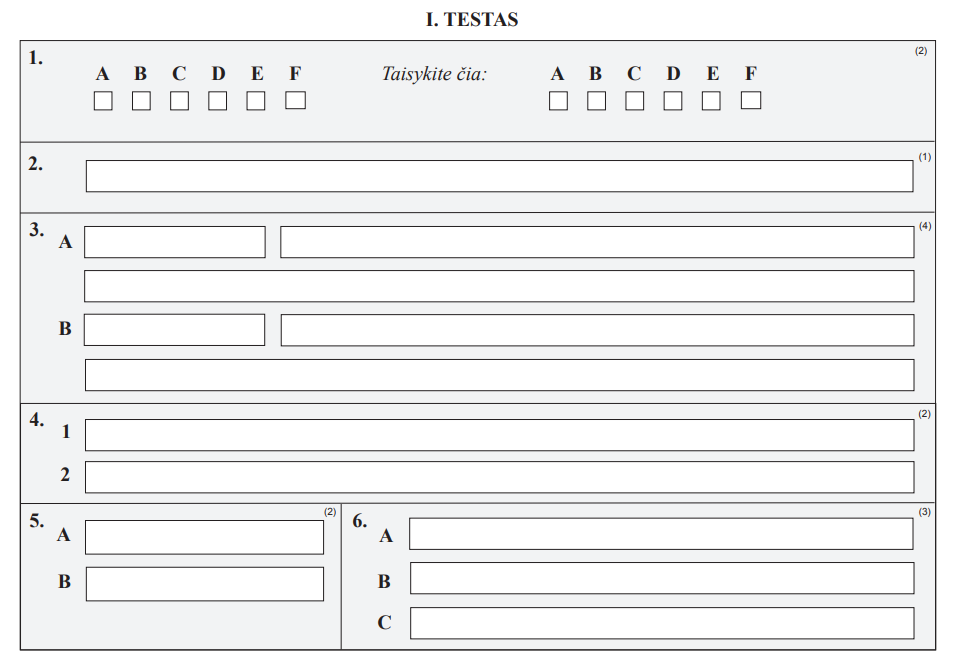 I. TESTAS
1. (2)
A B C D E F Taisykite čia: A B C D E F
2. (1)
3. A (4)
B
4. 1 (2)
2
5. A (2)
B
6. A (3)
B
C